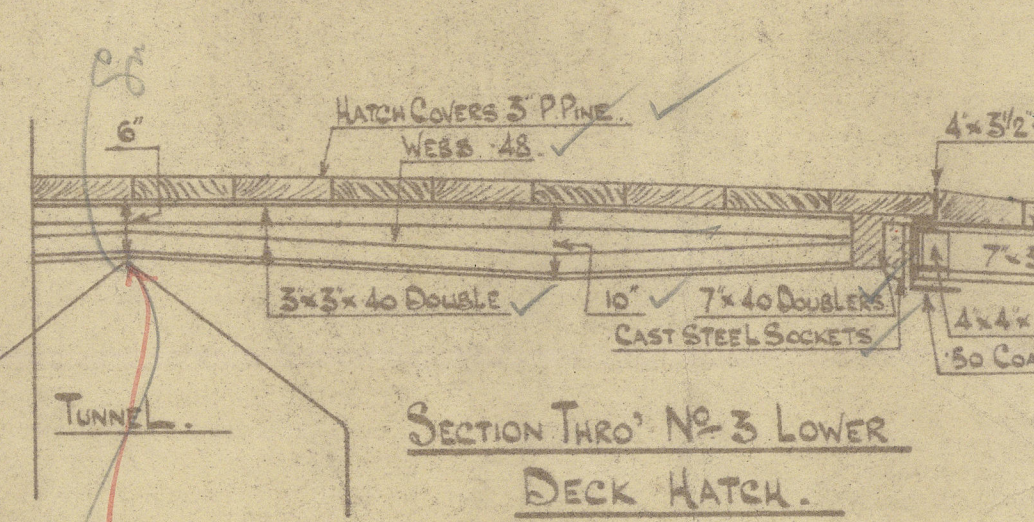 HATCH COVERS 3" P.PINE.
4"x 3½"
6"
WEBS .48.
7"x 3
3"x 3"x .40 DOUBLE
10"
7"x .40 DOUBLERS
CAST STEEL SOCKETS
4"x 4"x
.50 COA
TUNNEL.
SECTION THRO' Nº 3 LOWER
DECK HATCH.